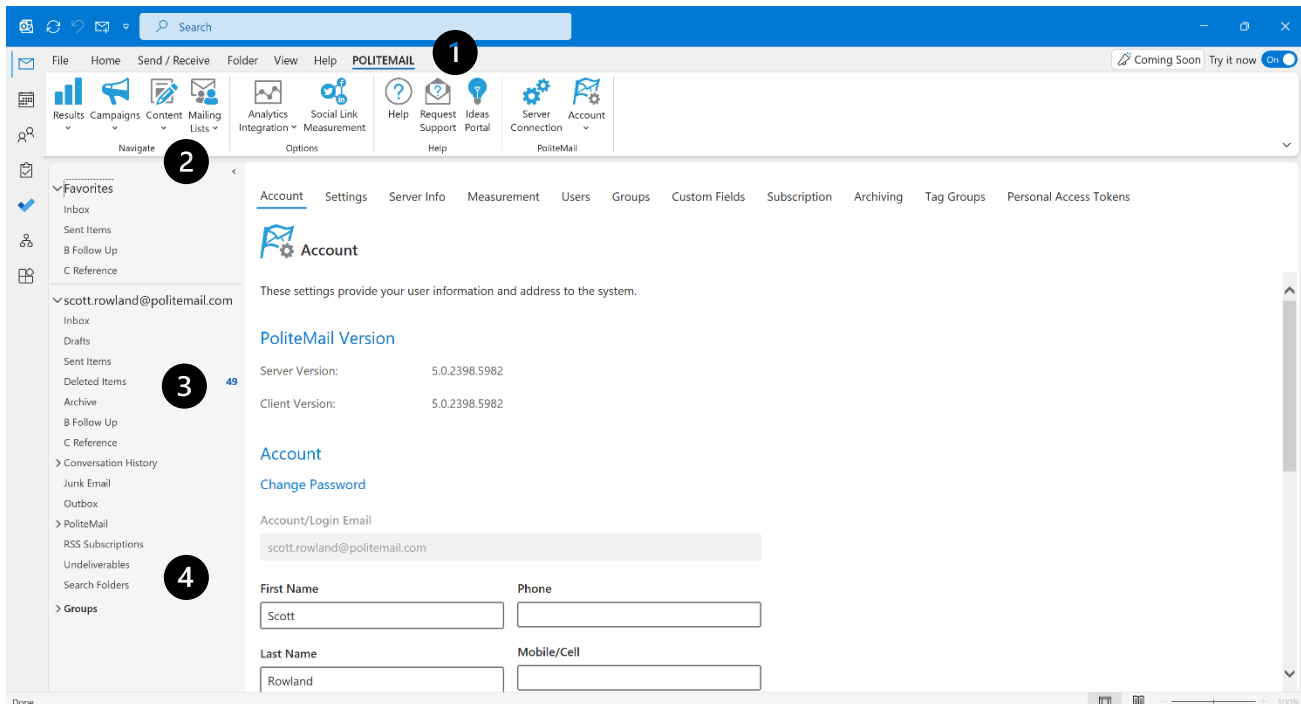 Search
1
File Home Send / Receive Folder View Help POLITEMAIL
Coming Soon Try it now On
Results Campaigns Content Mailing Lists
Analytics Integration Social Link Measurement
Help Request Support Ideas Portal
Server Connection Account
Navigate Options Help PoliteMail
2
Favorites
Inbox
Sent Items
B Follow Up
C Reference
scott.rowland@politemail.com
Inbox
Drafts
Sent Items
Deleted Items 49
3
Archive
B Follow Up
C Reference
Conversation History
Junk Email
Outbox
PoliteMail
RSS Subscriptions
Undeliverables
4
Search Folders
Groups
Account Settings Server Info Measurement Users Groups Custom Fields Subscription Archiving Tag Groups Personal Access Tokens
Account
These settings provide your user information and address to the system.
PoliteMail Version
Server Version: 5.0.2398.5982
Client Version: 5.0.2398.5982
Account
Change Password
Account/Login Email
scott.rowland@politemail.com
First Name Phone
Scott
Last Name Mobile/Cell
Rowland
Done
100%